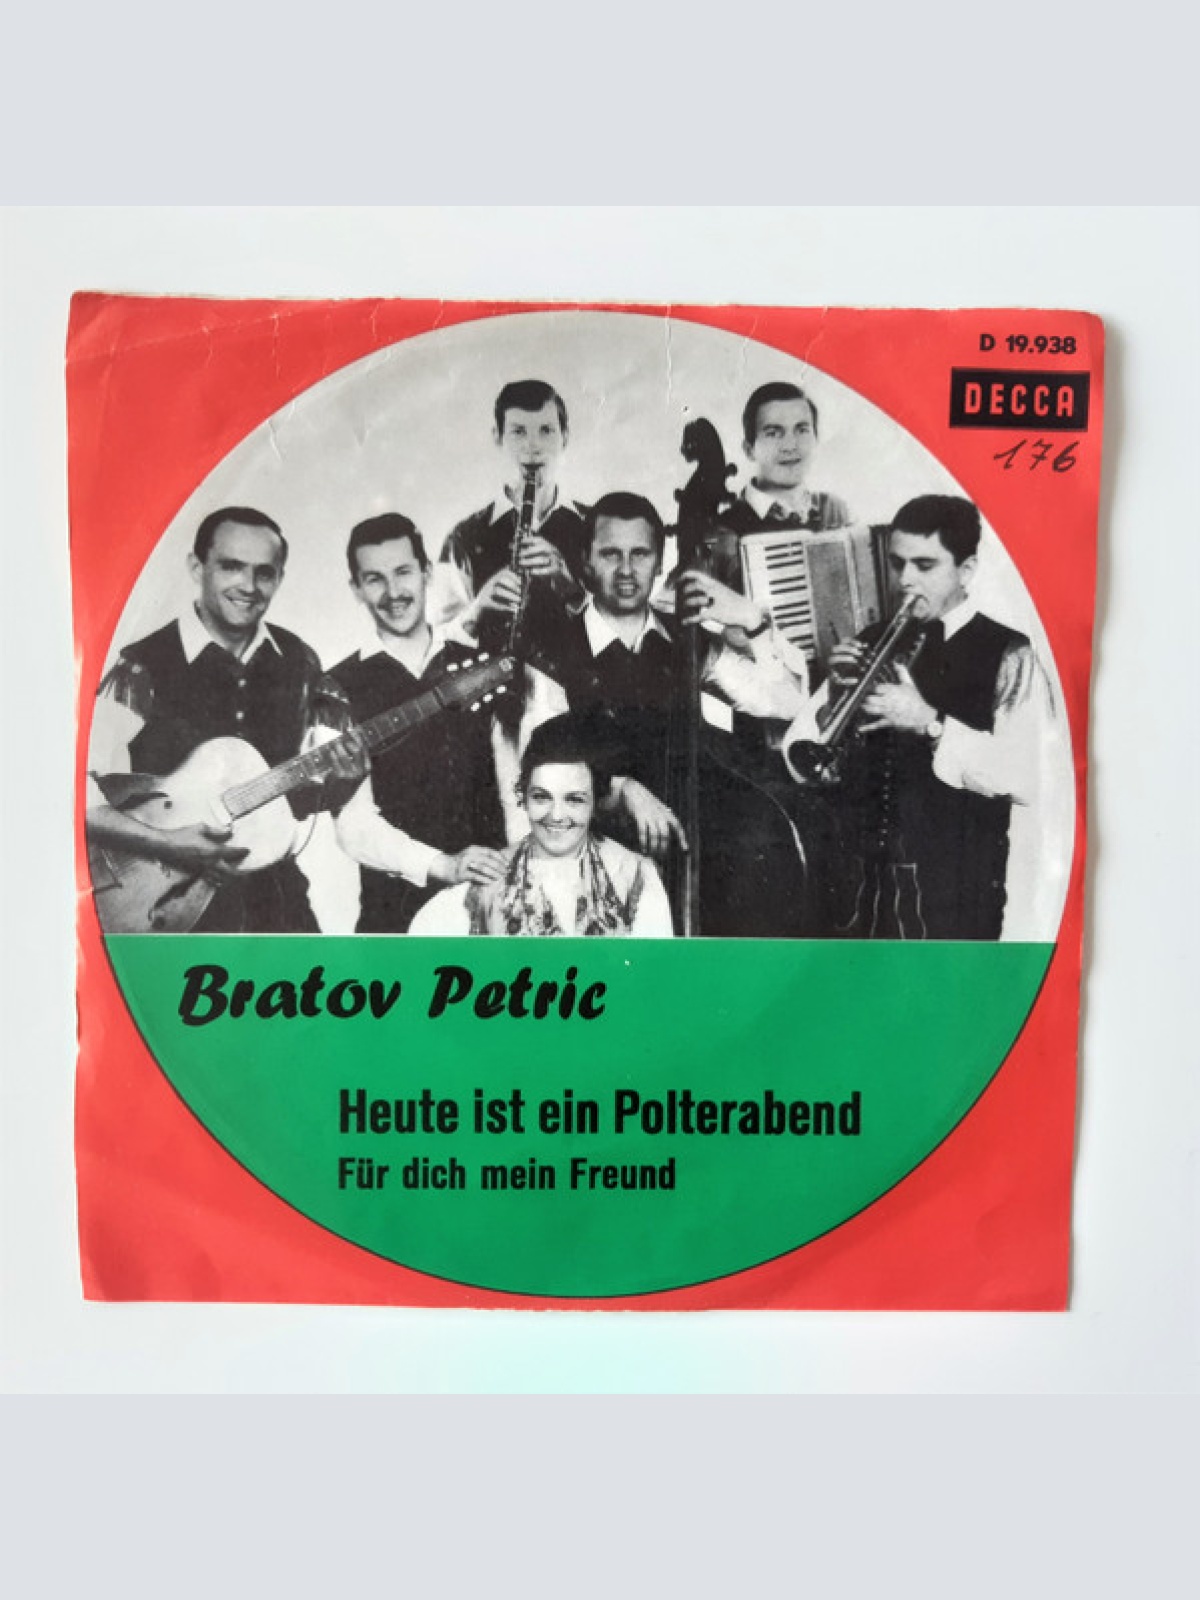 D 19.938
DECCA
176
Bratov Petric
Heute ist ein Polterabend
Für dich mein Freund